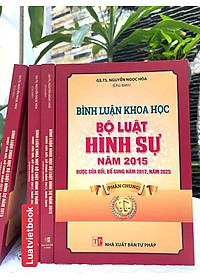 GS.TS. NGUYỄN NGỌC HÒA
(Chủ biên)
BÌNH LUẬN KHOA HỌC
BỘ LUẬT
HÌNH SỰ
NĂM 2015
ĐƯỢC SỬA ĐỔI, BỔ SUNG NĂM 2017, NĂM 2025
(PHẦN CHUNG)
NHÀ XUẤT BẢN TƯ PHÁP
Luatvietbook